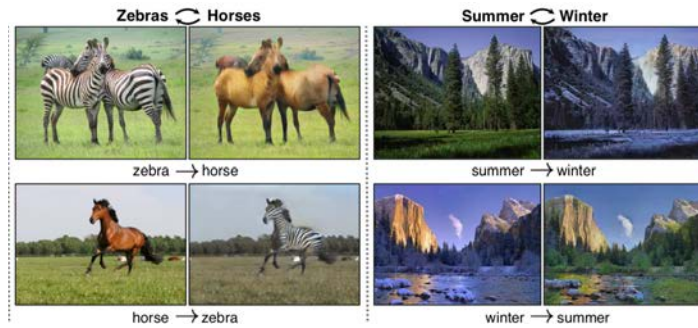 Zebras ⟲ Horses
zebra → horse
horse → zebra
Summer ⟲ Winter
summer → winter
winter → summer